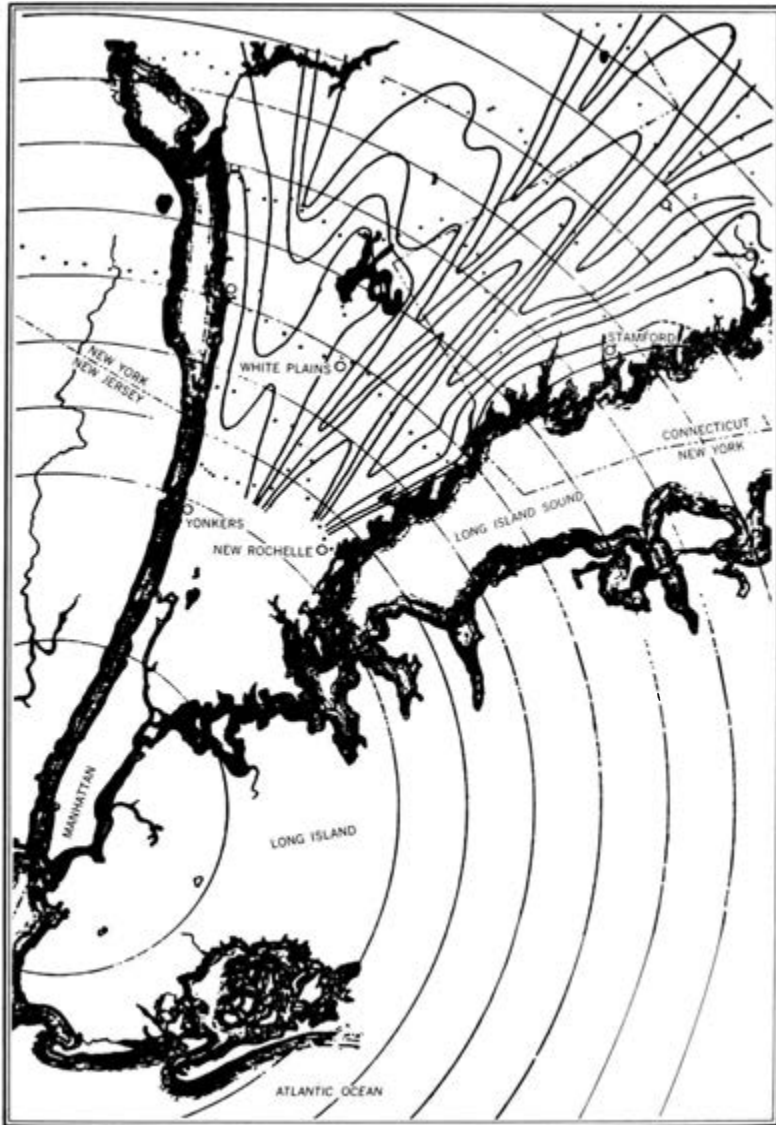 NEW YORK
NEW JERSEY
WHITE PLAINS
STAMFORD
CONNECTICUT
NEW YORK
LONG ISLAND SOUND
YONKERS
NEW ROCHELLE
MANHATTAN
LONG ISLAND
ATLANTIC OCEAN